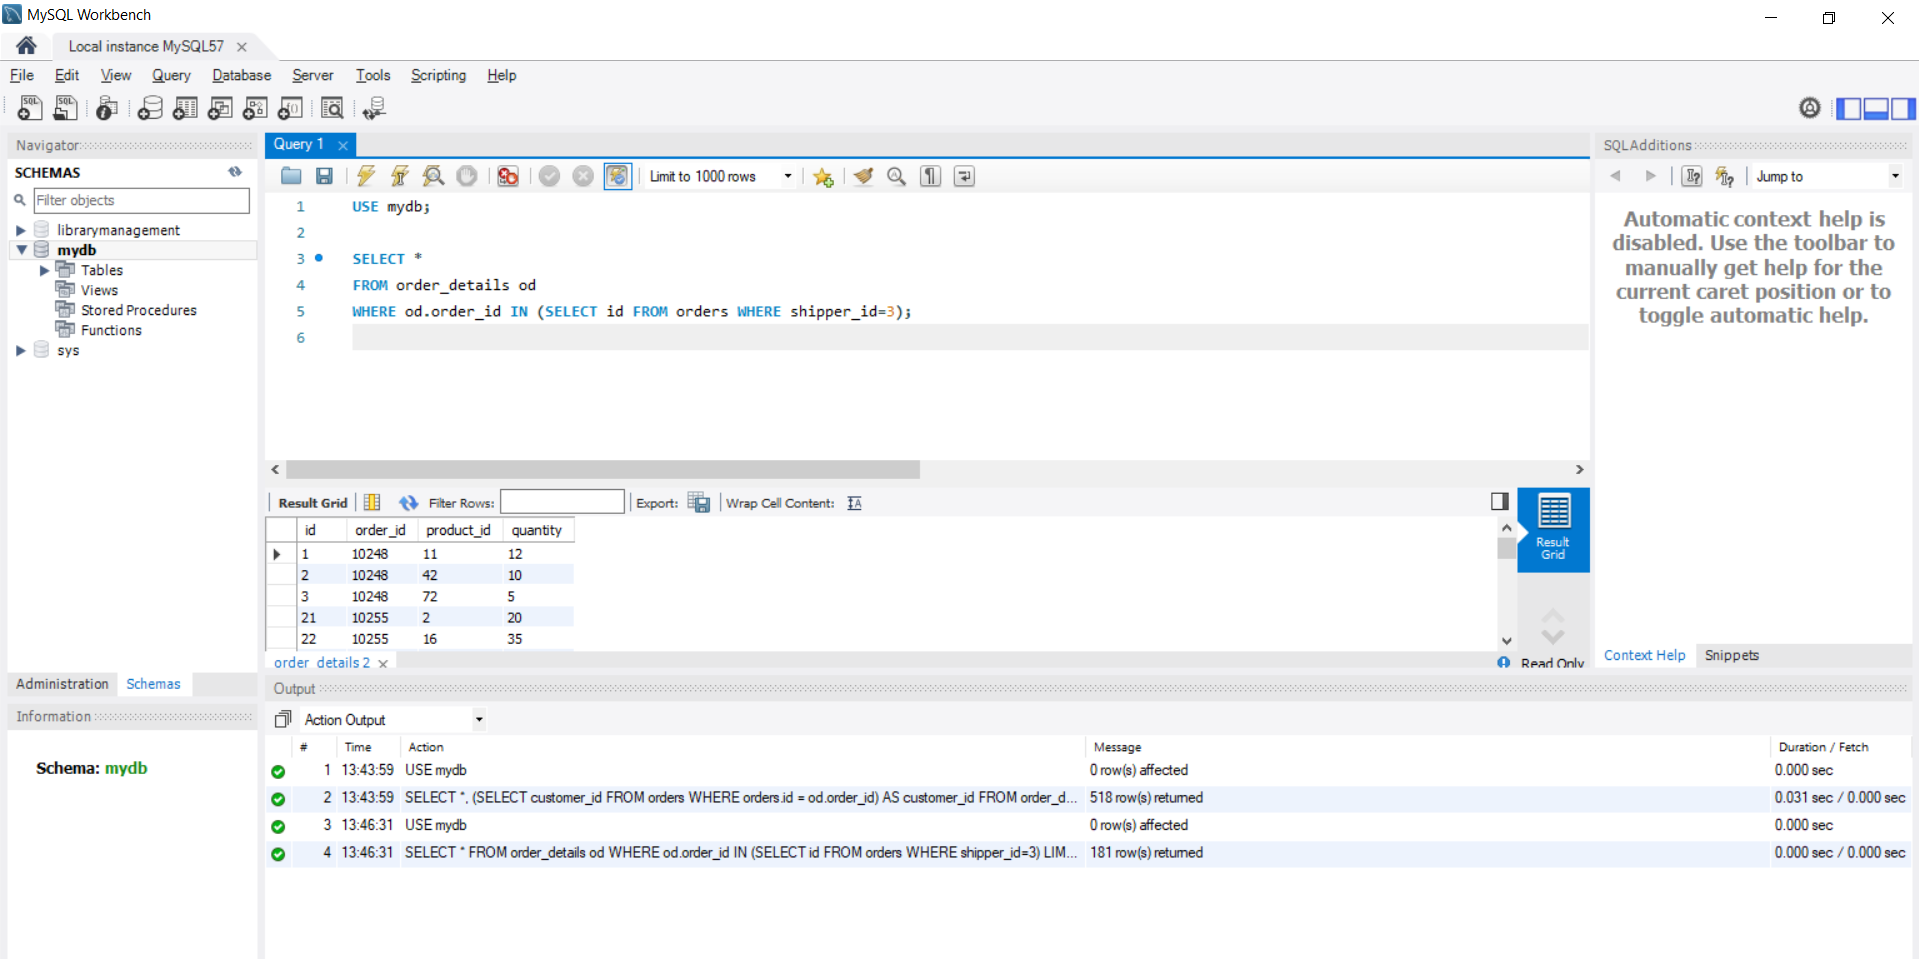 MySQL Workbench
Local instance MySQL57
File Edit View Query Database Server Tools Scripting Help
Navigator
SCHEMAS
Filter objects
librarymanagement
mydb
Tables
Views
Stored Procedures
Functions
sys
Administration Schemas
Information
Schema: mydb
Query 1
Limit to 1000 rows
1 USE mydb;
2
3 SELECT *
4 FROM order_details od
5 WHERE od.order_id IN (SELECT id FROM orders WHERE shipper_id=3);
6
Result Grid Filter Rows: Export: Wrap Cell Content:
id order_id product_id quantity
1 10248 11 12
2 10248 42 10
3 10248 72 5
21 10255 2 20
22 10255 16 35
Result
Grid
order_details 2
Read Only
SQLAdditions
Jump to
Automatic context help is
disabled. Use the toolbar to
manually get help for the
current caret position or to
toggle automatic help.
Context Help Snippets
Output
Action Output
# Time Action Message Duration / Fetch
1 13:43:59 USE mydb 0 row(s) affected 0.000 sec
2 13:43:59 SELECT *, (SELECT customer_id FROM orders WHERE orders.id = od.order_id) AS customer_id FROM order_d... 518 row(s) returned 0.031 sec / 0.000 sec
3 13:46:31 USE mydb 0 row(s) affected 0.000 sec
4 13:46:31 SELECT * FROM order_details od WHERE od.order_id IN (SELECT id FROM orders WHERE shipper_id=3) LIM... 181 row(s) returned 0.000 sec / 0.000 sec